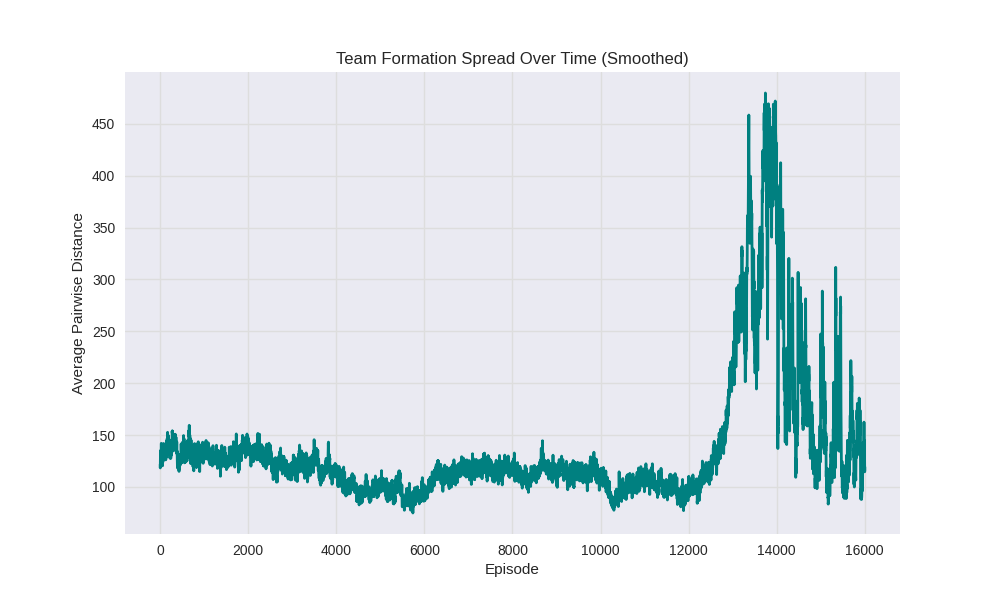 Team Formation Spread Over Time (Smoothed)
Average Pairwise Distance
450
400
350
300
250
200
150
100
0 2000 4000 6000 8000 10000 12000 14000 16000
Episode